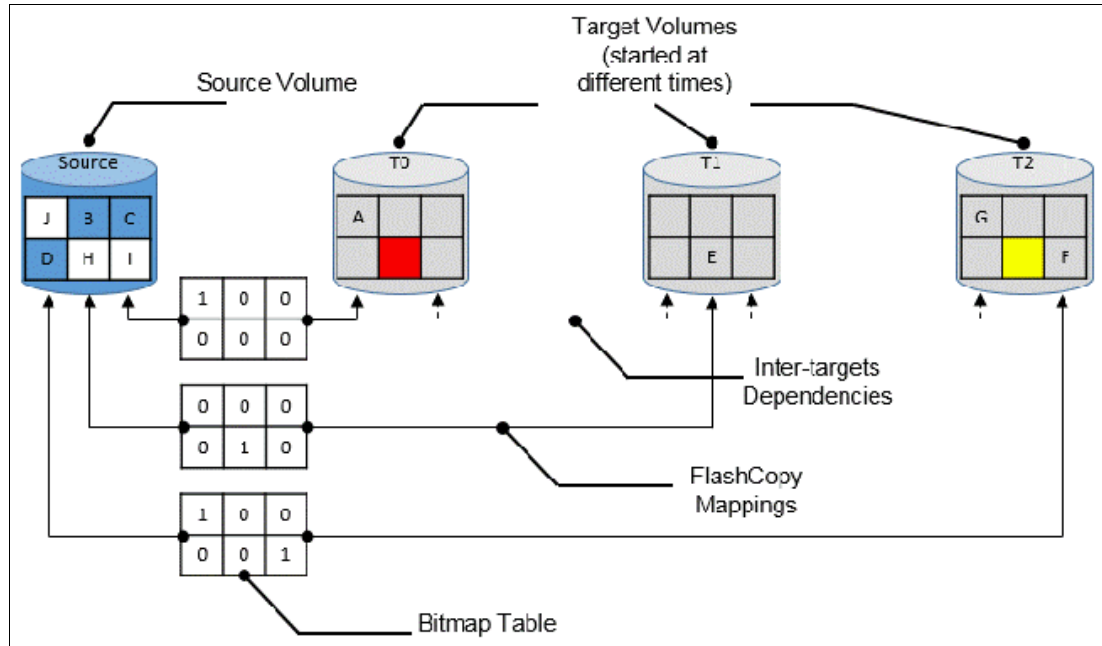 Target Volumes
(started at
different times)
Source Volume
Source
T0
T1
T2
J B C
D H I
A
E
G
F
1 0 0
0 0 0
0 0 0
0 1 0
1 0 0
0 0 1
Inter-targets
Dependencies
FlashCopy
Mappings
Bitmap Table